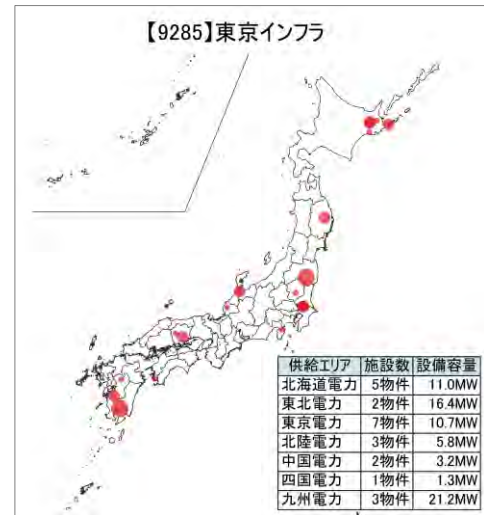 【9285】東京インフラ
供給エリア 施設数 設備容量
北海道電力 5物件 11.0MW
東北電力 2物件 16.4MW
東京電力 7物件 10.7MW
北陸電力 3物件 5.8MW
中国電力 2物件 3.2MW
四国電力 1物件 1.3MW
九州電力 3物件 21.2MW